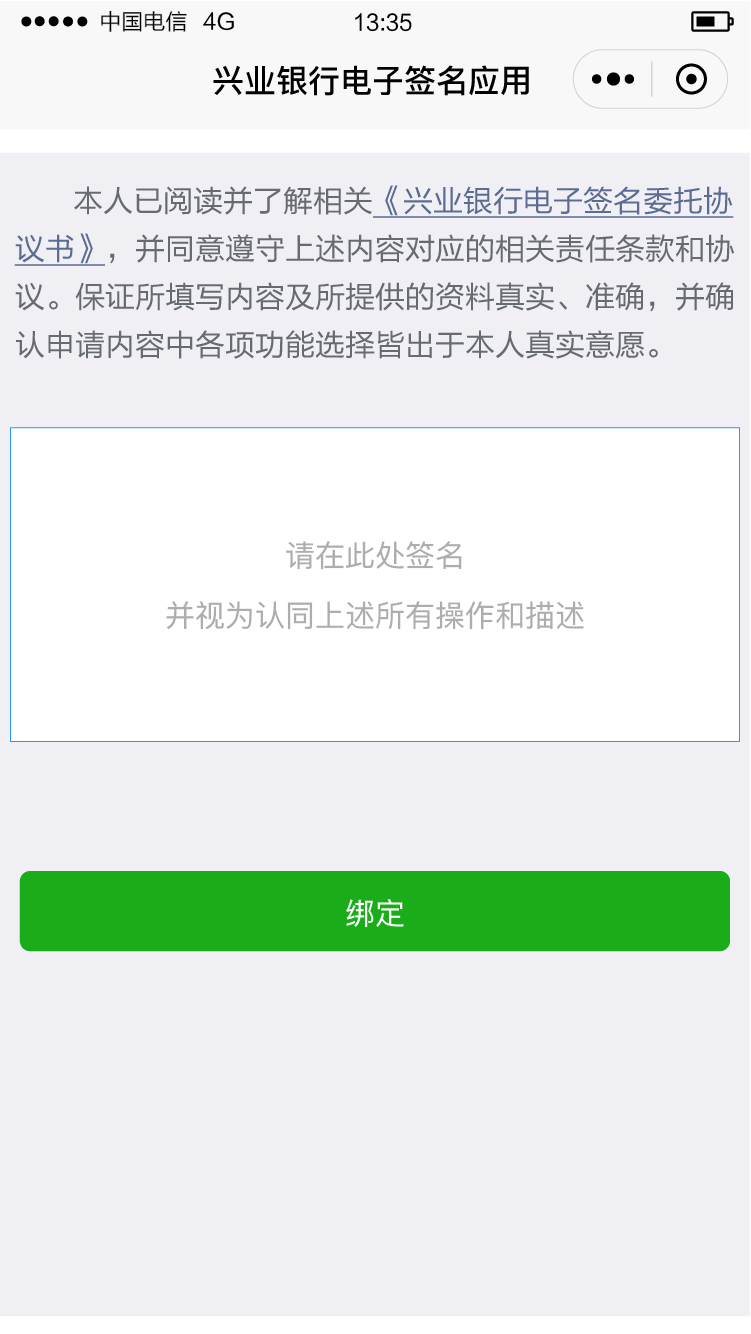 中国电信 4G 13:35
兴业银行电子签名应用
本人已阅读并了解相关《兴业银行电子签名委托协
议书》，并同意遵守上述内容对应的相关责任条款和协
议。保证所填写内容及所提供的资料真实、准确，并确
认申请内容中各项功能选择皆出于本人真实意愿。
请在此处签名
并视为认同上述所有操作和描述
绑定